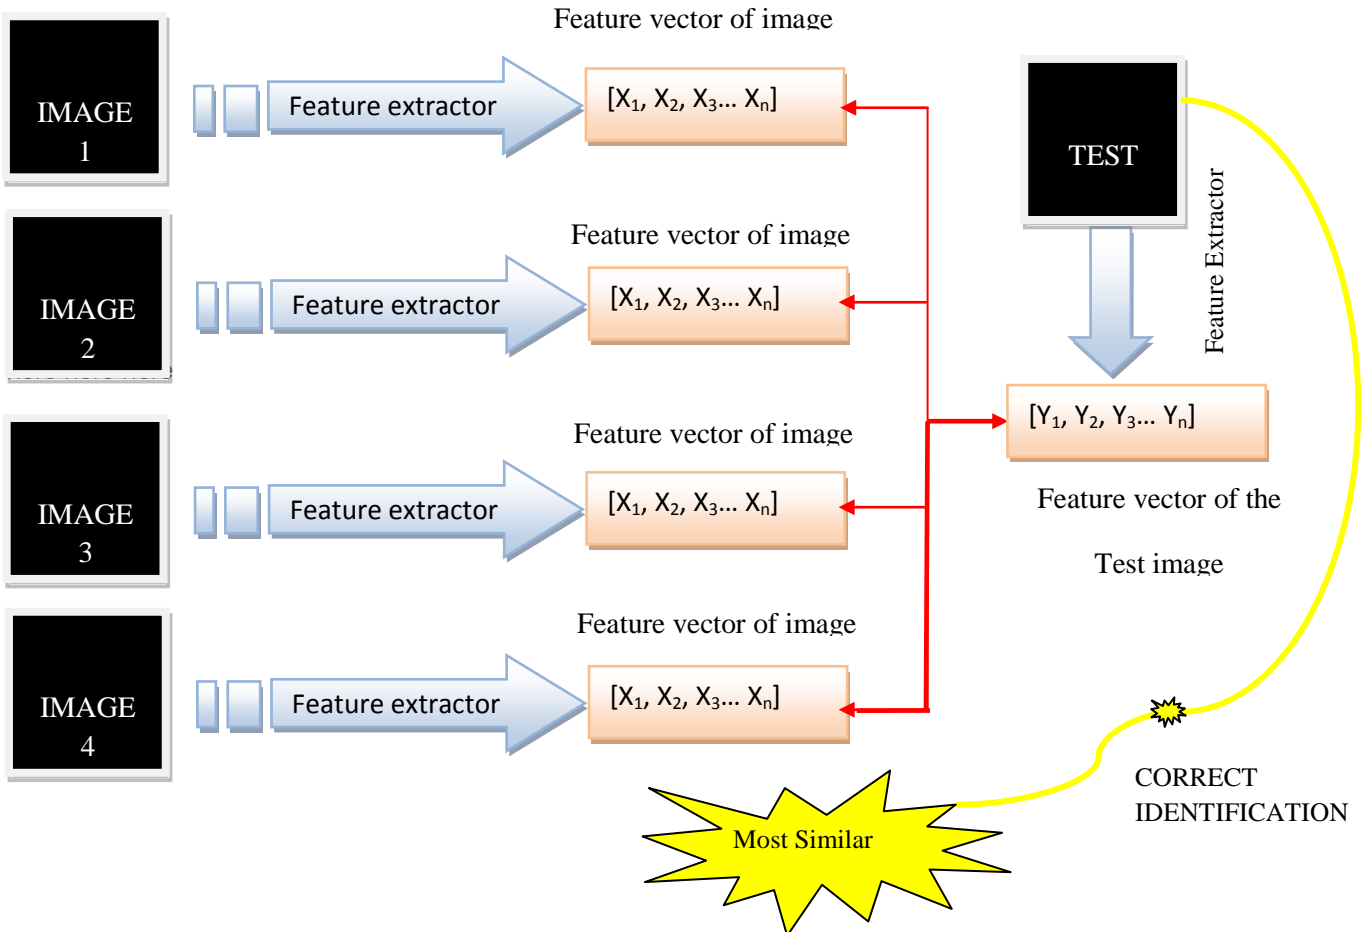 Feature vector of image
IMAGE
1
Feature extractor
[X₁, X₂, X₃... Xₙ]
TEST
Feature Extractor
Feature vector of image
IMAGE
2
Feature extractor
[X₁, X₂, X₃... Xₙ]
[Y₁, Y₂, Y₃... Yₙ]
Feature vector of the
Test image
Feature vector of image
IMAGE
3
Feature extractor
[X₁, X₂, X₃... Xₙ]
Feature vector of image
IMAGE
4
Feature extractor
[X₁, X₂, X₃... Xₙ]
CORRECT
IDENTIFICATION
Most Similar